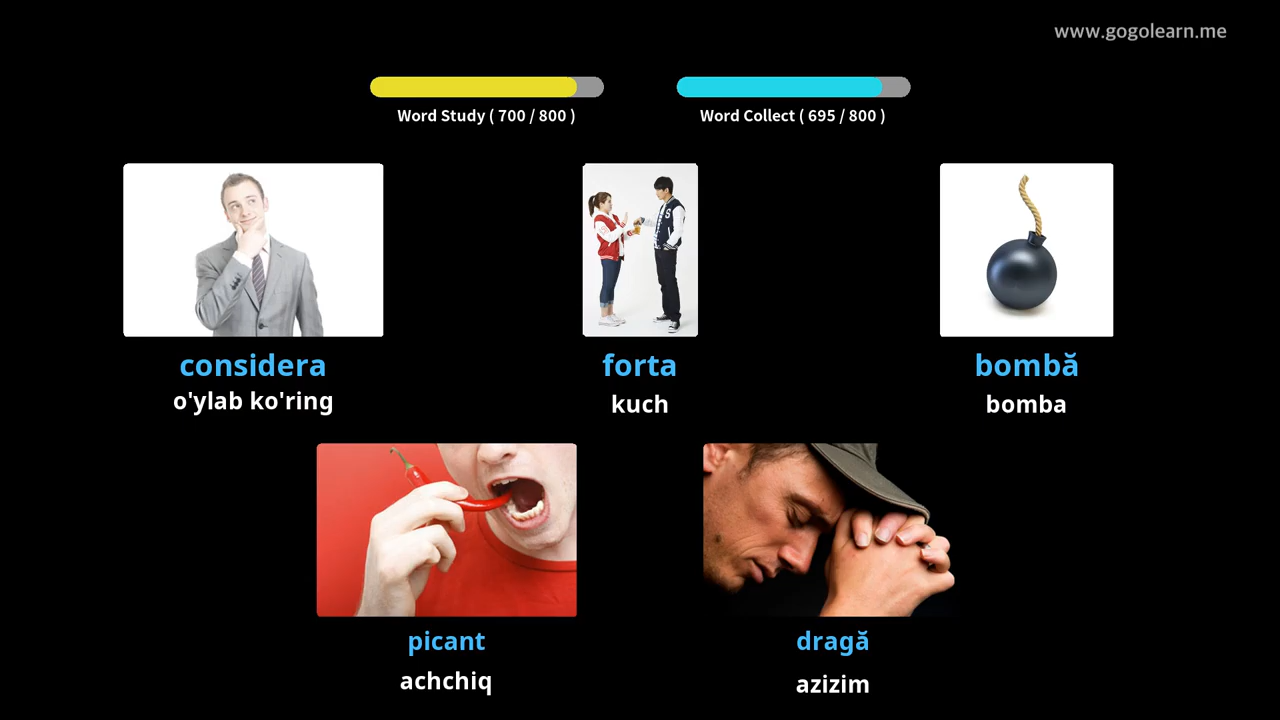 www.gogolearn.me
Word Study ( 700 / 800 )
Word Collect ( 695 / 800 )
considera
o'ylab ko'ring
forta
kuch
bombă
bomba
picant
achchiq
dragă
azizim